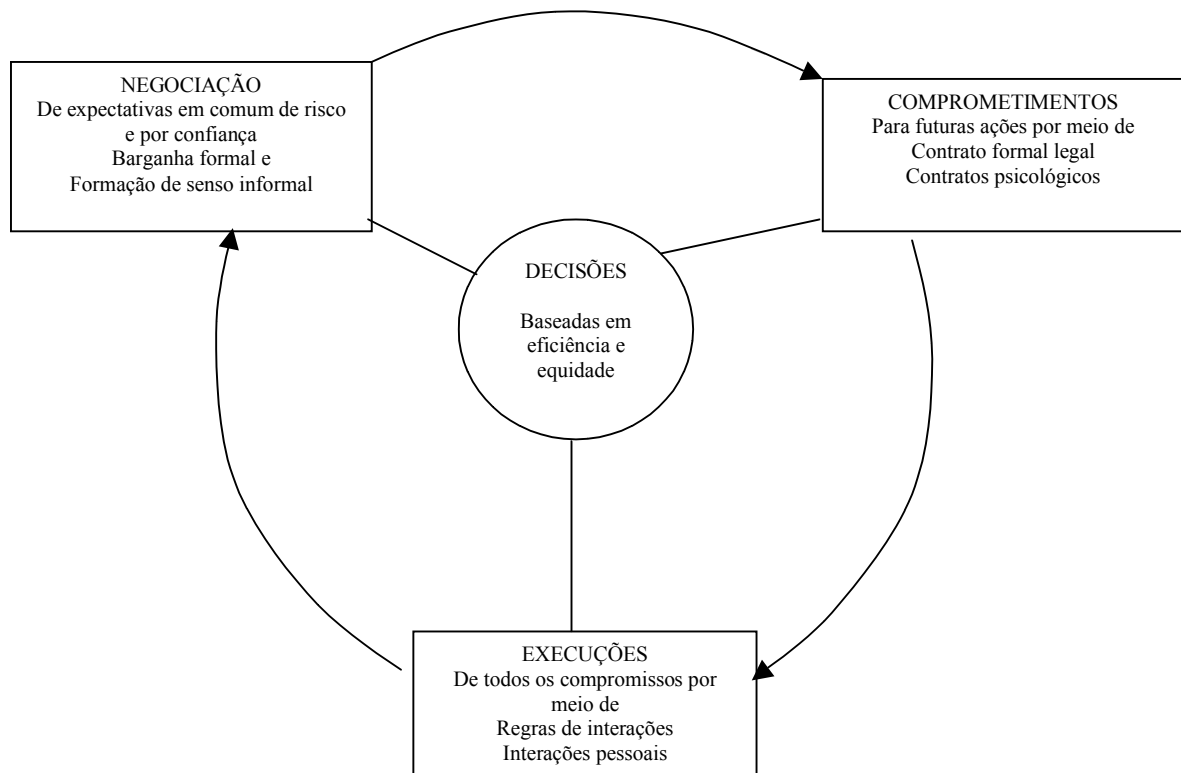 NEGOCIAÇÃO
De expectativas em comum de risco
e por confiança
Barganha formal e
Formação de senso informal
COMPROMETIMENTOS
Para futuras ações por meio de
Contrato formal legal
Contratos psicológicos
DECISÕES
Baseadas em
eficiência e
equidade
EXECUÇÕES
De todos os compromissos por
meio de
Regras de interações
Interações pessoais